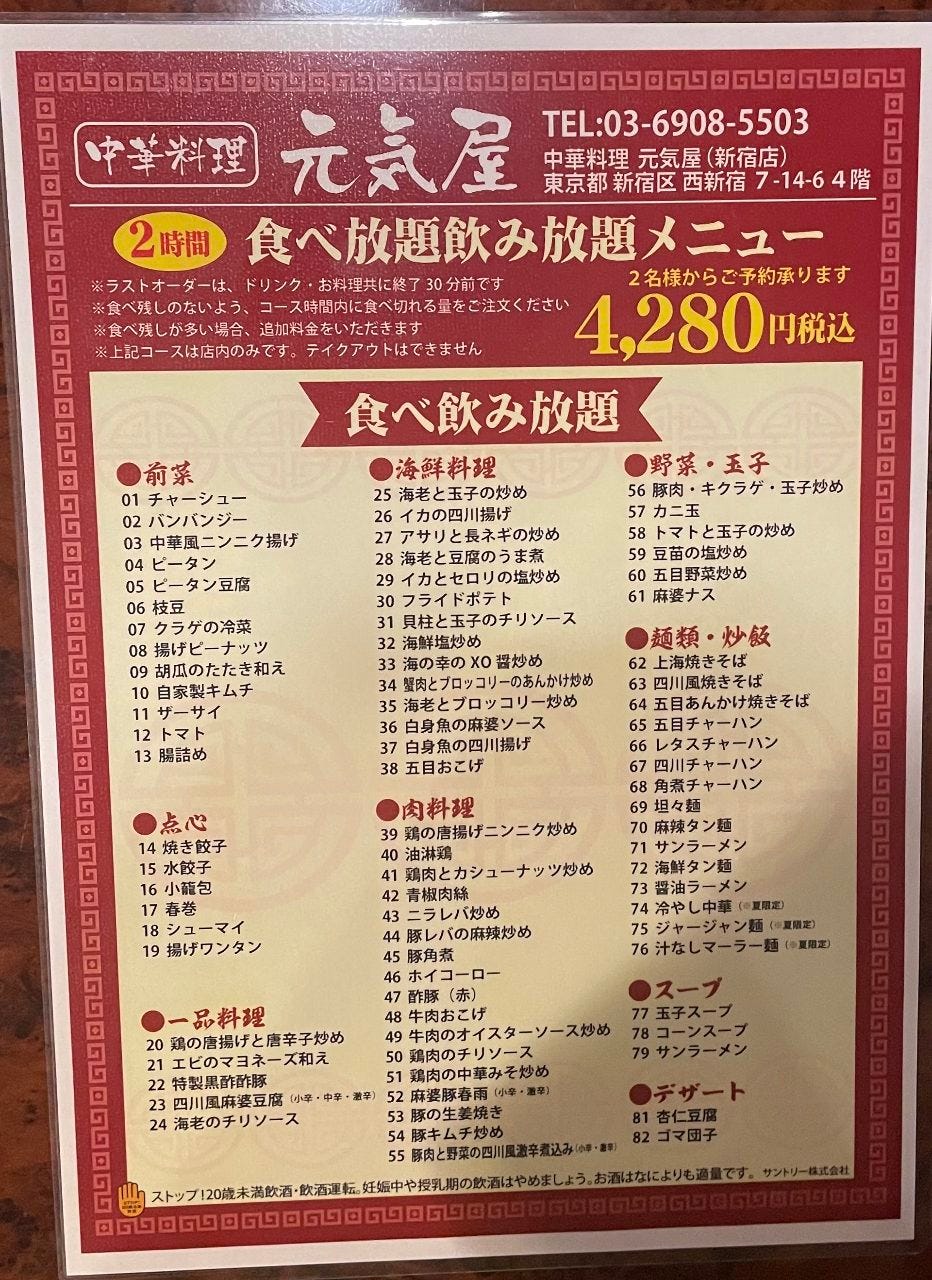 中華料理
元気屋
TEL:03-6908-5503
中華料理 元気屋(新宿店)
東京都 新宿区 西新宿 7-14-6 4階
2時間
食べ放題飲み放題メニュー
2名様からご予約承ります
4,280円税込
※ラストオーダーは、ドリンク・お料理共に終了30分前です
※食べ残しのないよう、コース時間内に食べ切れる量をご注文ください
※食べ残しが多い場合、追加料金をいただきます
※上記コースは店内のみです。テイクアウトはできません
食べ飲み放題
●前菜
01 チャーシュー
02 バンバンジー
03 中華風ニンニク揚げ
04 ピータン
05 ピータン豆腐
06 枝豆
07 クラゲの冷菜
08 揚げピーナッツ
09 胡瓜のたたき和え
10 自家製キムチ
11 ザーサイ
12 トマト
13 腸詰め
●点心
14 焼き餃子
15 水餃子
16 小籠包
17 春巻
18 シューマイ
19 揚げワンタン
●一品料理
20 鶏の唐揚げと唐辛子炒め
21 エビのマヨネーズ和え
22 特製黒酢酢豚
23 四川風麻婆豆腐(小辛・中辛・激辛)
24 海老のチリソース
●海鮮料理
25 海老と玉子の炒め
26 イカの四川揚げ
27 アサリと長ネギの炒め
28 海老と豆腐のうま煮
29 イカとセロリの塩炒め
30 フライドポテト
31 貝柱と玉子のチリソース
32 海鮮塩炒め
33 海の幸のXO醤炒め
34 蟹肉とブロッコリーのあんかけ炒め
35 海老とブロッコリー炒め
36 白身魚の麻婆ソース
37 白身魚の四川揚げ
38 五目おこげ
●肉料理
39 鶏の唐揚げニンニク炒め
40 油淋鶏
41 鶏肉とカシューナッツ炒め
42 青椒肉絲
43 ニラレバ炒め
44 豚レバの麻辣炒め
45 豚角煮
46 ホイコーロー
47 酢豚(赤)
48 牛肉おこげ
49 牛肉のオイスターソース炒め
50 鶏肉のチリソース
51 鶏肉の中華みそ炒め
52 麻婆豚春雨(小辛・激辛)
53 豚の生姜焼き
54 豚キムチ炒め
55 豚肉と野菜の四川風激辛煮込み(小辛・激辛)
●野菜・玉子
56 豚肉・キクラゲ・玉子炒め
57 カニ玉
58 トマトと玉子の炒め
59 豆苗の塩炒め
60 五目野菜炒め
61 麻婆ナス
●麺類・炒飯
62 上海焼きそば
63 四川風焼きそば
64 五目あんかけ焼きそば
65 五目チャーハン
66 レタスチャーハン
67 四川チャーハン
68 角煮チャーハン
69 坦々麺
70 麻辣タン麺
71 サンラーメン
72 海鮮タン麺
73 醤油ラーメン
74 冷やし中華(※夏限定)
75 ジャージャン麺(※夏限定)
76 汁なしマーラー麺(※夏限定)
●スープ
77 玉子スープ
78 コーンスープ
79 サンラーメン
●デザート
81 杏仁豆腐
82 ゴマ団子
ストップ!20歳未満飲酒・飲酒運転。妊娠中や授乳期の飲酒はやめましょう。お酒はなによりも適量です。 サントリー株式会社